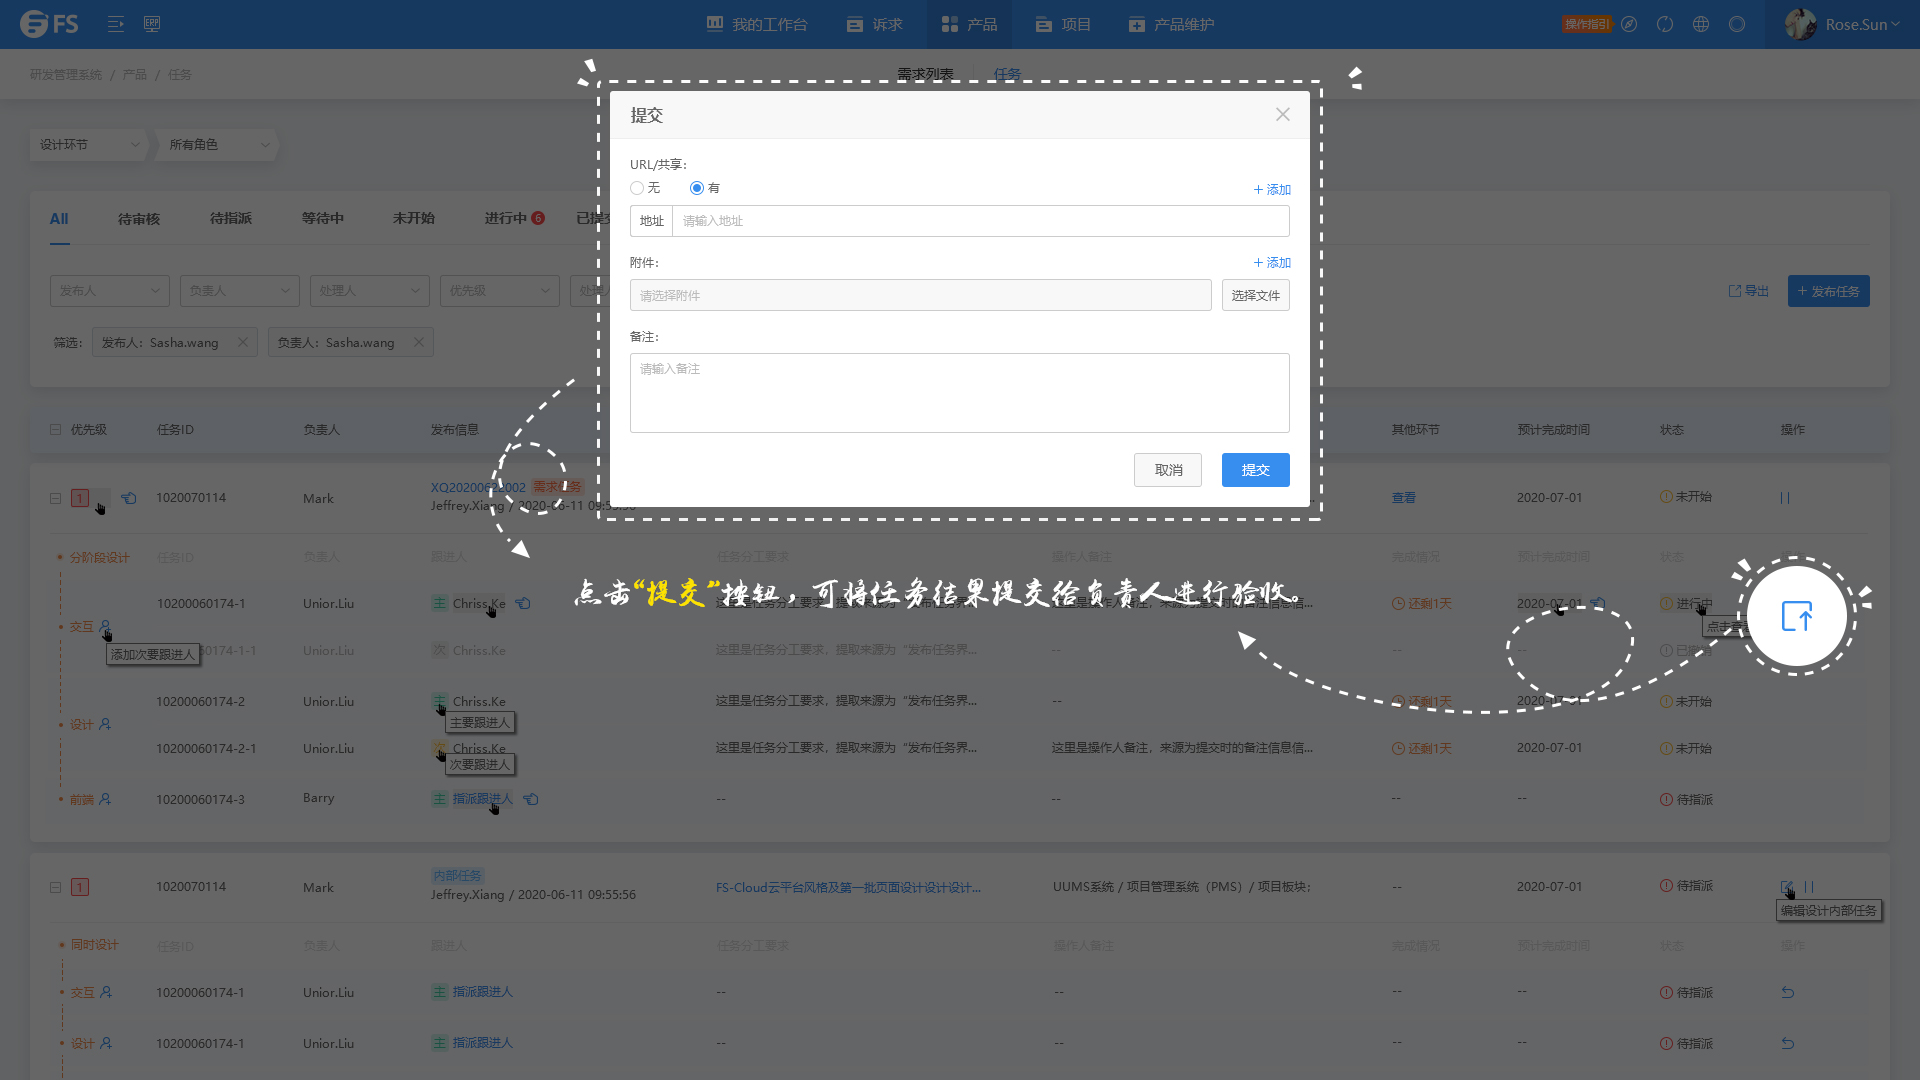 FS
ERP
我的工作台
诉求
产品
项目
产品维护
操作指引
Rose.Sun
研发管理系统 / 产品 / 任务
需求列表
任务
设计环节
所有角色
All
待审核
待指派
等待中
未开始
进行中 6
已提交
发布人
负责人
处理人
优先级
处理人
导出
+ 发布任务
筛选:
发布人: Sasha.wang
负责人: Sasha.wang
提交
URL/共享:
无
有
+ 添加
地址
请输入地址
附件:
+ 添加
请选择附件
选择文件
备注:
请输入备注
取消
提交
优先级 任务ID 负责人 发布信息 其他环节 预计完成时间 状态 操作
1 1020070114 Mark XQ20200622002 需求任务
Jeffrey.Xiang / 2020-06-11 09:55:56
查看 2020-07-01 未开始
分阶段设计 任务ID 负责人 跟进人 任务分工要求 操作人备注 完成情况 预计完成时间 状态 操作
点击“提交”按钮,可将任务结果提交给负责人进行验收。
10200060174-1 Unior.Liu 主 Chriss.Ke 还剩1天 2020-07-01 进行中
交互
添加次要跟进人
点击查
74-1-1 Unior.Liu 次 Chriss.Ke 这里是任务分工要求，提取来源为“发布任务界... -- -- --
10200060174-2 Unior.Liu 主 Chriss.Ke 这里是任务分工要求，提取来源为“发布任务界... -- 还剩1天 2020-07-01 未开始
主要跟进人
设计
10200060174-2-1 Unior.Liu 次 Chriss.Ke 这里是任务分工要求，提取来源为“发布任务界... 这里是操作人备注，来源为提交时的备注信息信... 还剩1天 2020-07-01 未开始
次要跟进人
前端 10200060174-3 Barry 主 指派跟进人 -- -- -- -- 待指派
1 1020070114 Mark 内部任务
Jeffrey.Xiang / 2020-06-11 09:55:56
FS-Cloud云平台风格及第一批页面设计设计设计... UUMS系统 / 项目管理系统（PMS）/ 项目板块; -- 2020-07-01 待指派
编辑设计内部任务
同时设计 任务ID 负责人 跟进人 任务分工要求 操作人备注 完成情况 预计完成时间 状态 操作
交互 10200060174-1 Unior.Liu 主 指派跟进人 -- -- -- -- 待指派
设计 10200060174-1 Unior.Liu 主 指派跟进人 -- -- -- -- 待指派